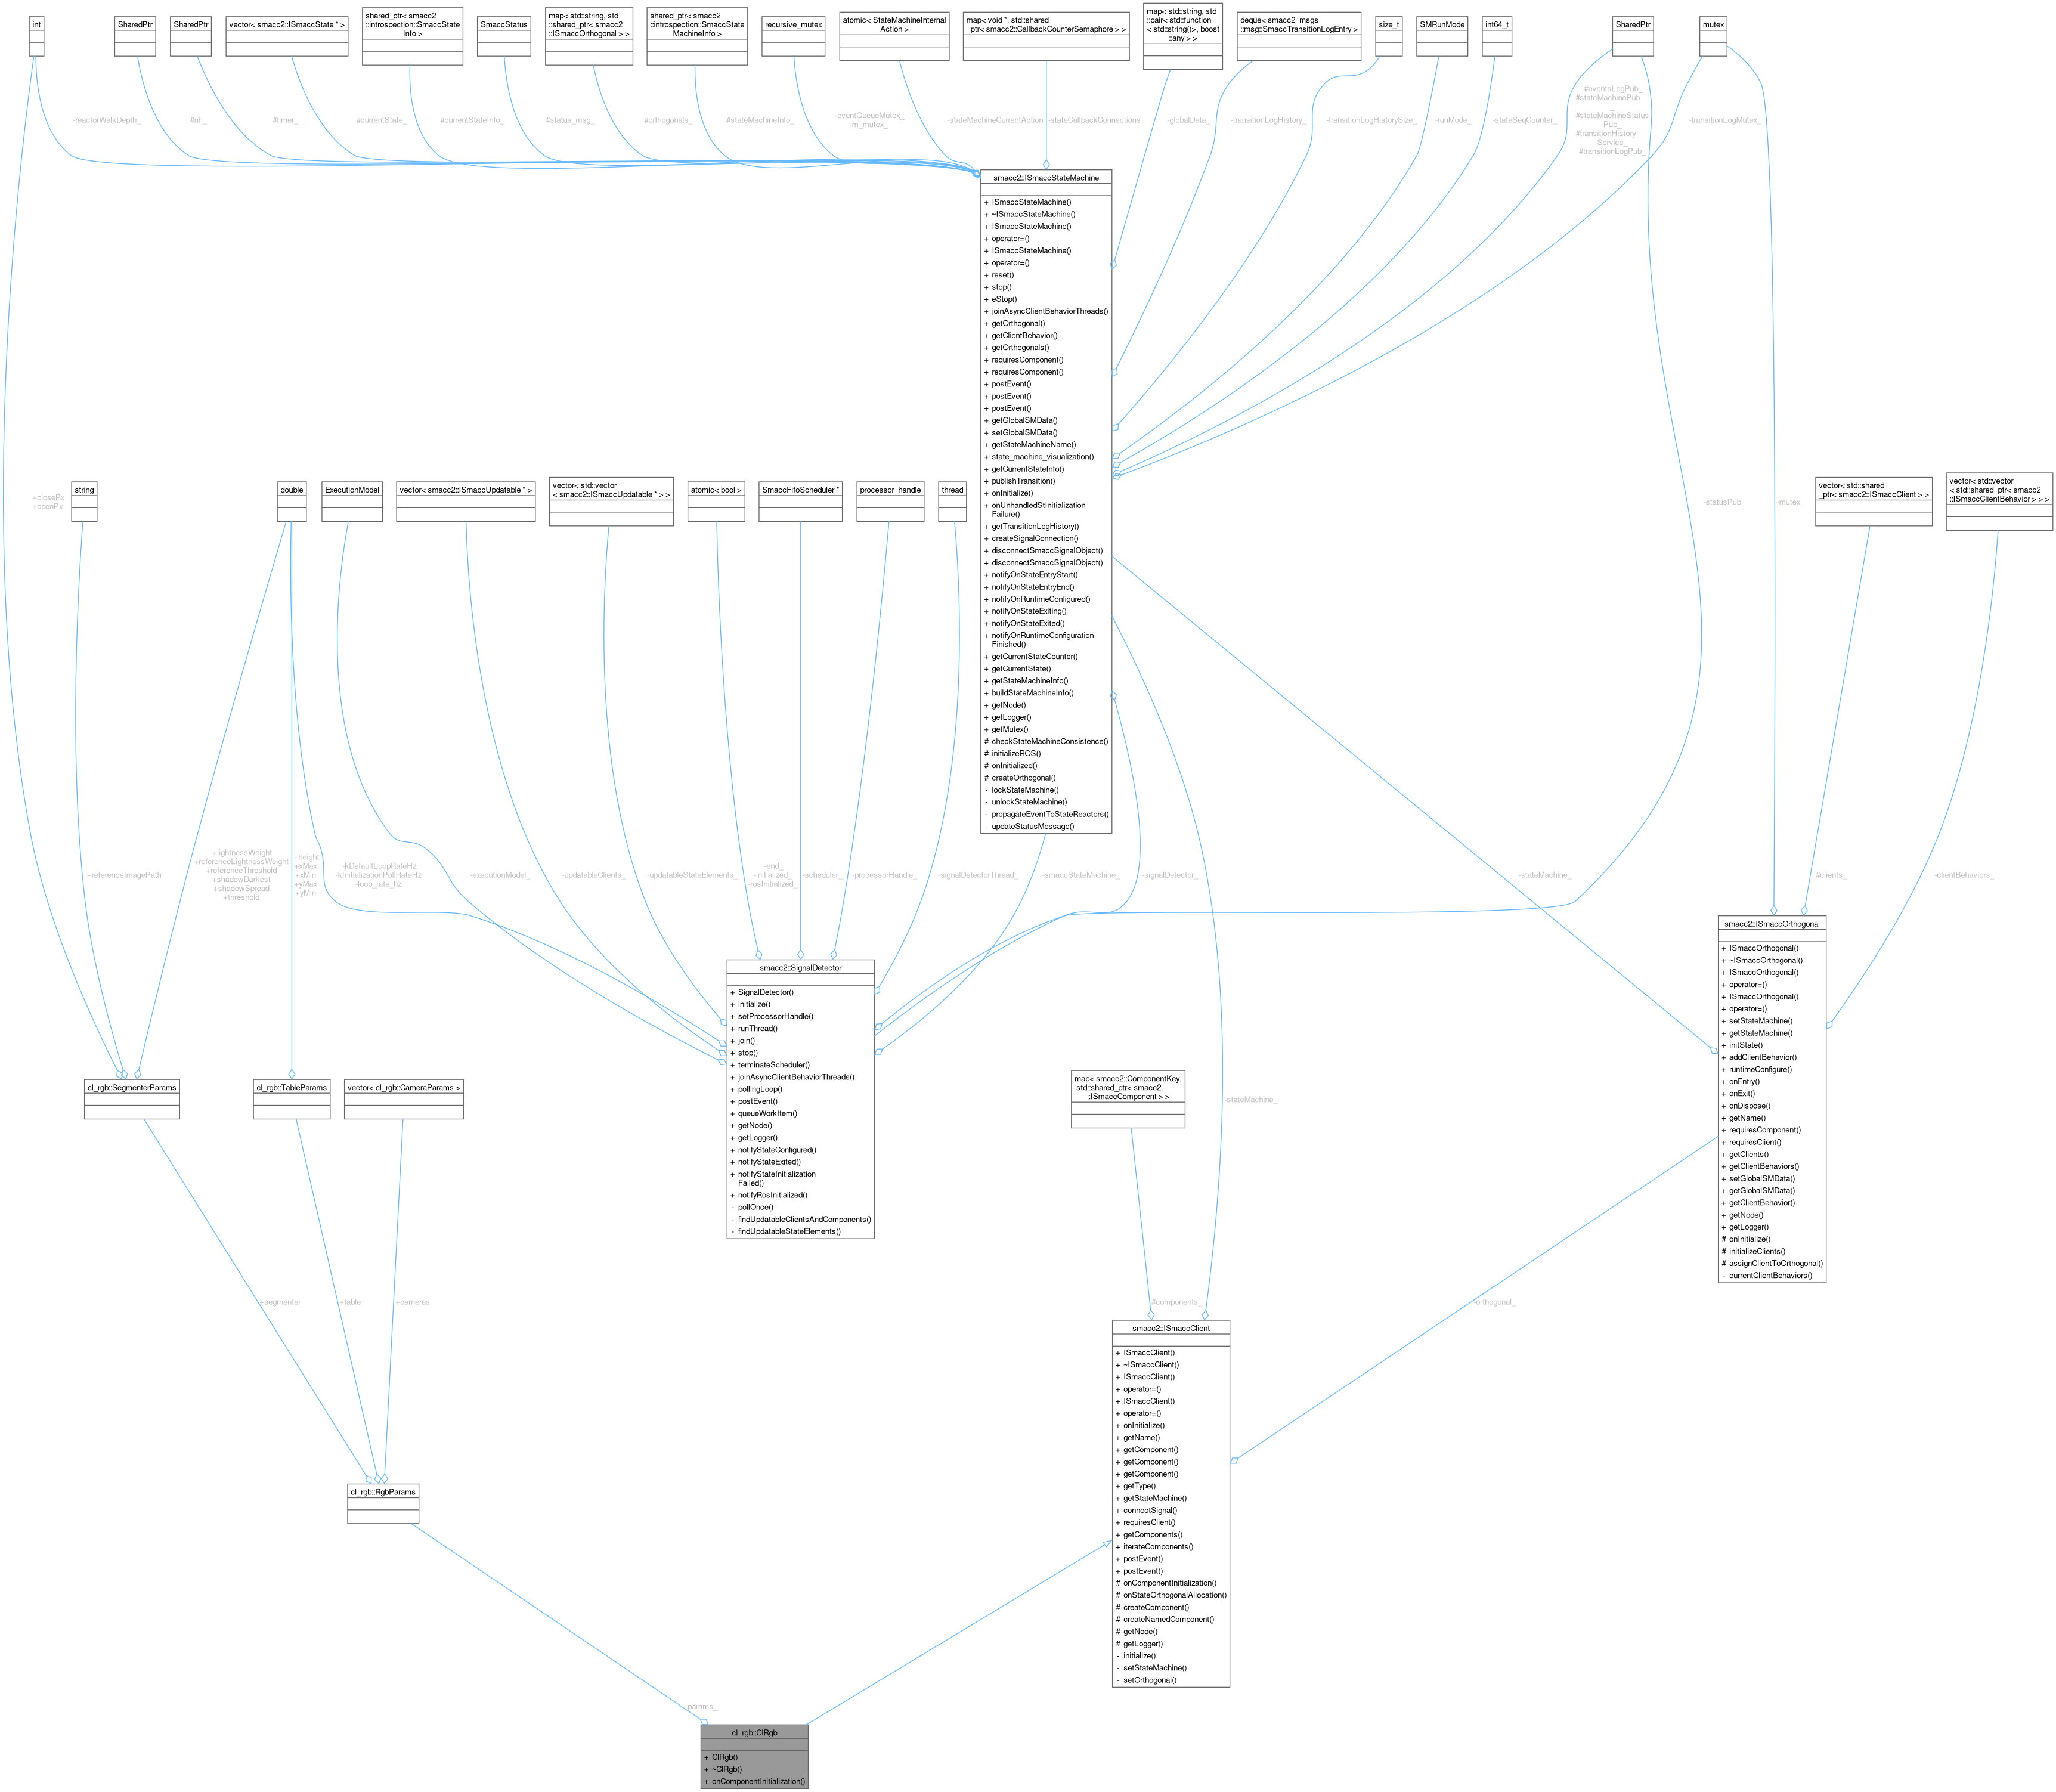 int
SharedPtr
SharedPtr
vector< smacc2::ISmaccState * >
shared_ptr< smacc2
::introspection::SmaccState
Info >
SmaccStatus
map< std::string, std
::shared_ptr< smacc2
::ISmaccOrthogonal > >
shared_ptr< smacc2
::introspection::SmaccState
MachineInfo >
recursive_mutex
atomic< StateMachineInternal
Action >
map< void *, std::shared
_ptr< smacc2::CallbackCounterSemaphore > >
map< std::string, std
::pair< std::function
< std::string()>, boost
::any > >
deque< smacc2_msgs
::msg::SmaccTransitionLogEntry >
size_t
SMRunMode
int64_t
SharedPtr
mutex
-reactorWalkDepth_
#nh_
#timer_
#currentState_
#currentStateInfo_
#status_msg_
#orthogonals_
#stateMachineInfo_
-eventQueueMutex_
-m_mutex_
-stateMachineCurrentAction
-stateCallbackConnections
-globalData_
-transitionLogHistory_
-transitionLogHistorySize_
-runMode_
-stateSeqCounter_
#eventsLogPub_
#stateMachinePub
_
#stateMachineStatus
Pub_
#transitionHistory
Service_
#transitionLogPub_
-transitionLogMutex_
smacc2::ISmaccStateMachine
+ ISmaccStateMachine()
+ ~ISmaccStateMachine()
+ ISmaccStateMachine()
+ operator=()
+ ISmaccStateMachine()
+ operator=()
+ reset()
+ stop()
+ eStop()
+ joinAsyncClientBehaviorThreads()
+ getOrthogonal()
+ getClientBehavior()
+ getOrthogonals()
+ requiresComponent()
+ requiresComponent()
+ postEvent()
+ postEvent()
+ postEvent()
+ getGlobalSMData()
+ setGlobalSMData()
+ getStateMachineName()
+ state_machine_visualization()
+ getCurrentStateInfo()
+ publishTransition()
+ onInitialize()
+ onUnhandledStInitialization
Failure()
+ getTransitionLogHistory()
+ createSignalConnection()
+ disconnectSmaccSignalObject()
+ disconnectSmaccSignalObject()
+ notifyOnStateEntryStart()
+ notifyOnStateEntryEnd()
+ notifyOnRuntimeConfigured()
+ notifyOnStateExiting()
+ notifyOnStateExited()
+ notifyOnRuntimeConfiguration
Finished()
+ getCurrentStateCounter()
+ getCurrentState()
+ getStateMachineInfo()
+ buildStateMachineInfo()
+ getNode()
+ getLogger()
+ getMutex()
# checkStateMachineConsistence()
# initializeROS()
# onInitialized()
# createOrthogonal()
- lockStateMachine()
- unlockStateMachine()
- propagateEventToStateReactors()
- updateStatusMessage()
+closePx
+openPx
string
double
ExecutionModel
vector< smacc2::ISmaccUpdatable * >
vector< std::vector
< smacc2::ISmaccUpdatable * > >
atomic< bool >
SmaccFifoScheduler *
processor_handle
thread
-statusPub_
-mutex_
vector< std::shared
_ptr< smacc2::ISmaccClient > >
vector< std::vector
< std::shared_ptr< smacc2
::ISmaccClientBehavior > > >
+referenceImagePath
+lightnessWeight
+referenceLightnessWeight
+referenceThreshold
+shadowDarkest
+shadowSpread
+threshold
+height
+xMax
+xMin
+yMax
+yMin
-kDefaultLoopRateHz
-kInitializationPollRateHz
-loop_rate_hz
-executionModel_
-updatableClients_
-updatableStateElements_
-end_
-initialized_
-rosInitialized_
-scheduler_
-processorHandle_
-signalDetectorThread_
-smaccStateMachine_
-signalDetector_
-stateMachine_
#clients_
-clientBehaviors_
smacc2::SignalDetector
+ SignalDetector()
+ initialize()
+ setProcessorHandle()
+ runThread()
+ join()
+ stop()
+ terminateScheduler()
+ joinAsyncClientBehaviorThreads()
+ pollingLoop()
+ postEvent()
+ queueWorkItem()
+ getNode()
+ getLogger()
+ notifyStateConfigured()
+ notifyStateExited()
+ notifyStateInitialization
Failed()
+ notifyRosInitialized()
- pollOnce()
- findUpdatableClientsAndComponents()
- findUpdatableStateElements()
smacc2::ISmaccOrthogonal
+ ISmaccOrthogonal()
+ ~ISmaccOrthogonal()
+ ISmaccOrthogonal()
+ operator=()
+ ISmaccOrthogonal()
+ operator=()
+ setStateMachine()
+ getStateMachine()
+ initState()
+ addClientBehavior()
+ runtimeConfigure()
+ onEntry()
+ onExit()
+ onDispose()
+ getName()
+ requiresComponent()
+ requiresClient()
+ getClients()
+ getClientBehaviors()
+ setGlobalSMData()
+ getGlobalSMData()
+ getClientBehavior()
+ getNode()
+ getLogger()
# onInitialize()
# initializeClients()
# assignClientToOrthogonal()
- currentClientBehaviors()
cl_rgb::SegmenterParams
cl_rgb::TableParams
vector< cl_rgb::CameraParams >
map< smacc2::ComponentKey,
std::shared_ptr< smacc2
::ISmaccComponent > >
-stateMachine_
+segmenter
+table
+cameras
#components_
-orthogonal_
smacc2::ISmaccClient
+ ISmaccClient()
+ ~ISmaccClient()
+ ISmaccClient()
+ operator=()
+ ISmaccClient()
+ operator=()
+ onInitialize()
+ getName()
+ getComponent()
+ getComponent()
+ getComponent()
+ getType()
+ getStateMachine()
+ connectSignal()
+ requiresClient()
+ getComponents()
+ iterateComponents()
+ postEvent()
+ postEvent()
# onComponentInitialization()
# onStateOrthogonalAllocation()
# createComponent()
# createNamedComponent()
# getNode()
# getLogger()
- initialize()
- setStateMachine()
- setOrthogonal()
cl_rgb::RgbParams
-params_
cl_rgb::ClRgb
+ ClRgb()
+ ~ClRgb()
+ onComponentInitialization()